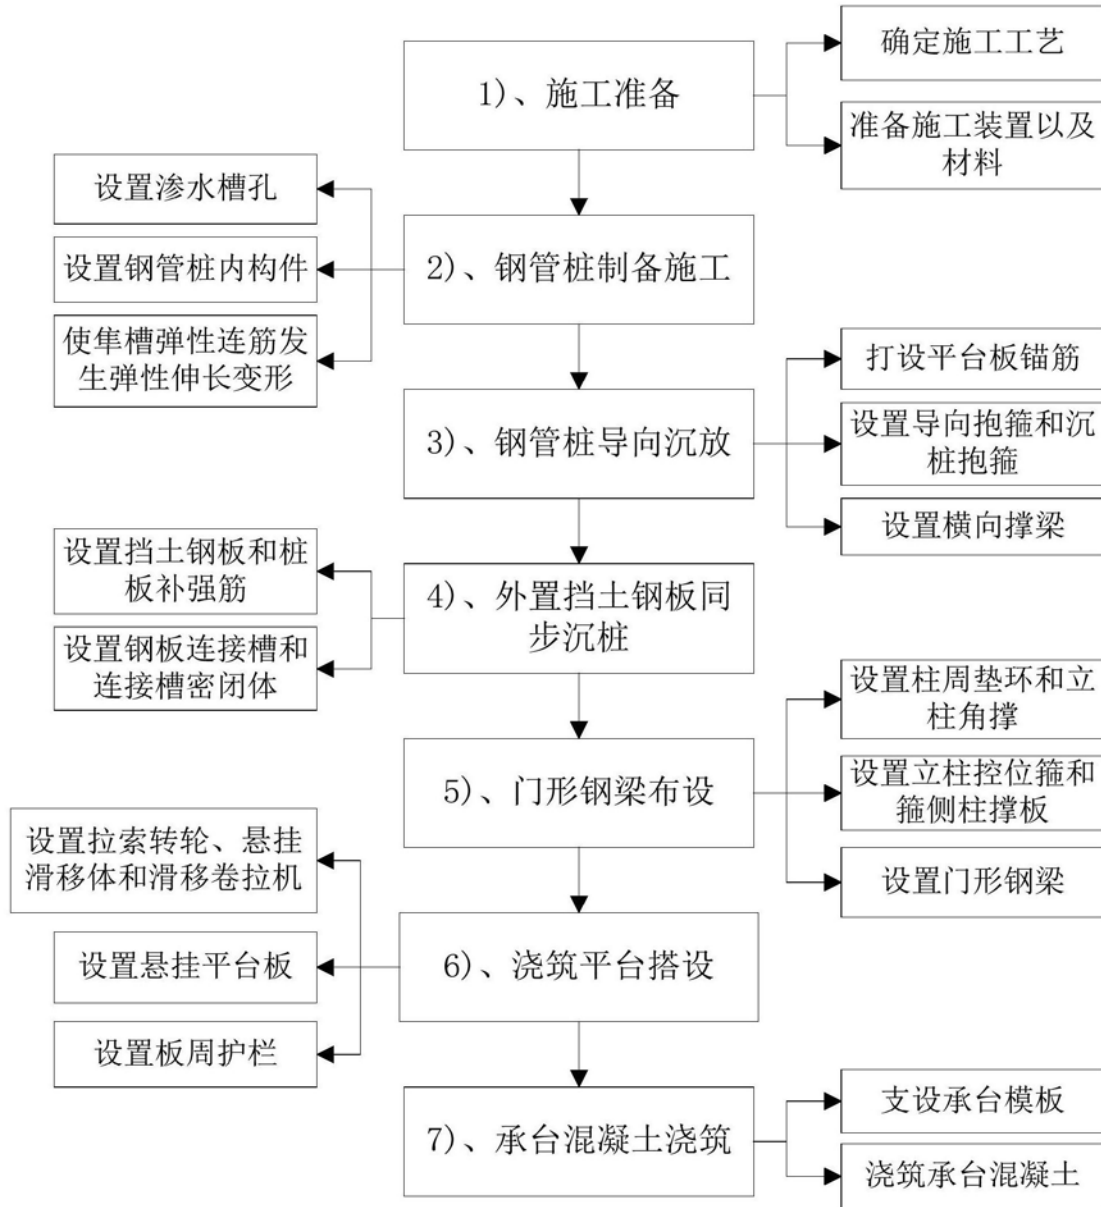 1)、施工准备
确定施工工艺
准备施工装置以及
材料
2)、钢管桩制备施工
设置渗水槽孔
设置钢管桩内构件
使隼槽弹性连筋发
生弹性伸长变形
3)、钢管桩导向沉放
打设平台板锚筋
设置导向抱箍和沉
桩抱箍
设置横向撑梁
4)、外置挡土钢板同
步沉桩
设置挡土钢板和桩
板补强筋
设置钢板连接槽和
连接槽密闭体
5)、门形钢梁布设
设置柱周垫环和立
柱角撑
设置立柱控位箍和
箍侧柱撑板
设置门形钢梁
6)、浇筑平台搭设
设置拉索转轮、悬挂
滑移体和滑移卷拉机
设置悬挂平台板
设置板周护栏
7)、承台混凝土浇筑
支设承台模板
浇筑承台混凝土